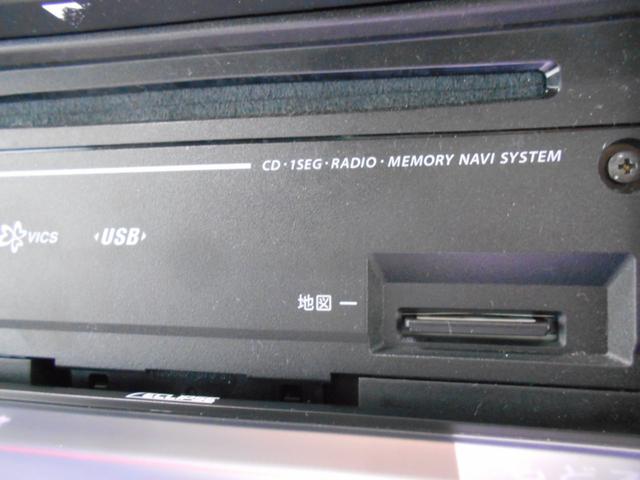 CD・1SEG・RADIO・MEMORY NAVI SYSTEM
VICS USB
地図
ECLIPSE